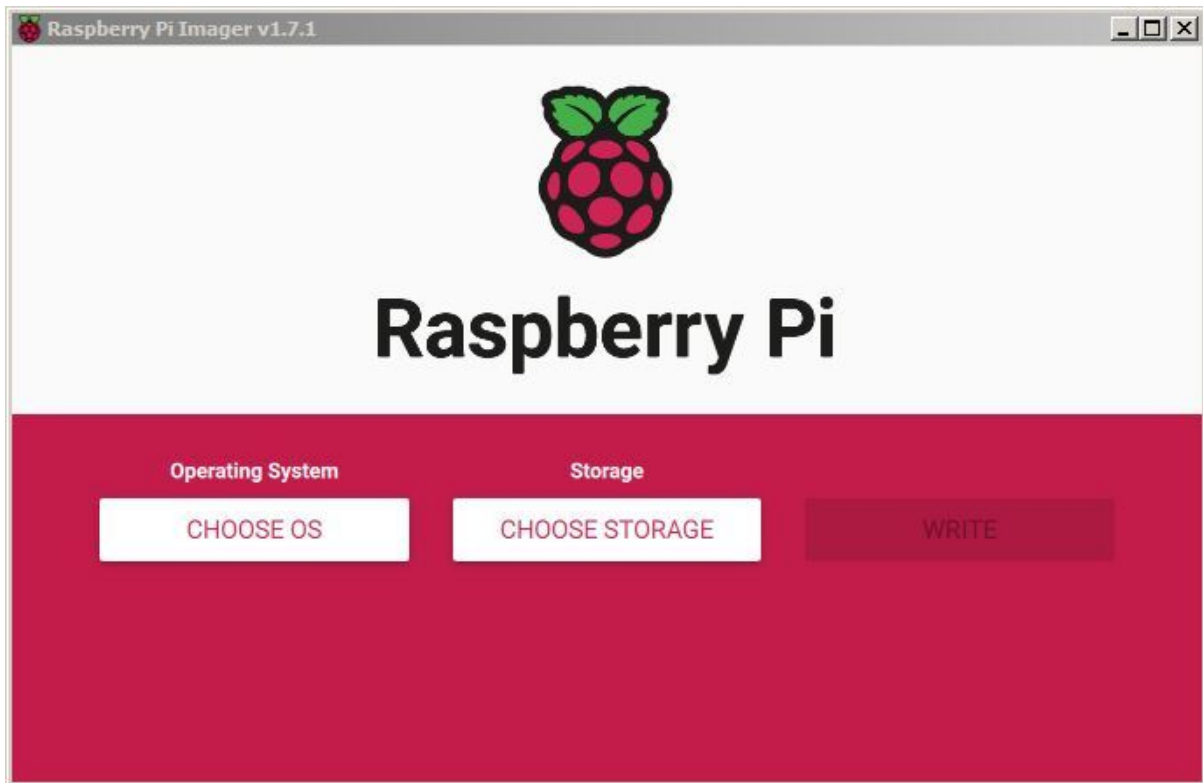 Raspberry Pi Imager v1.7.1
Raspberry Pi
Operating System
Storage
CHOOSE OS
CHOOSE STORAGE
WRITE